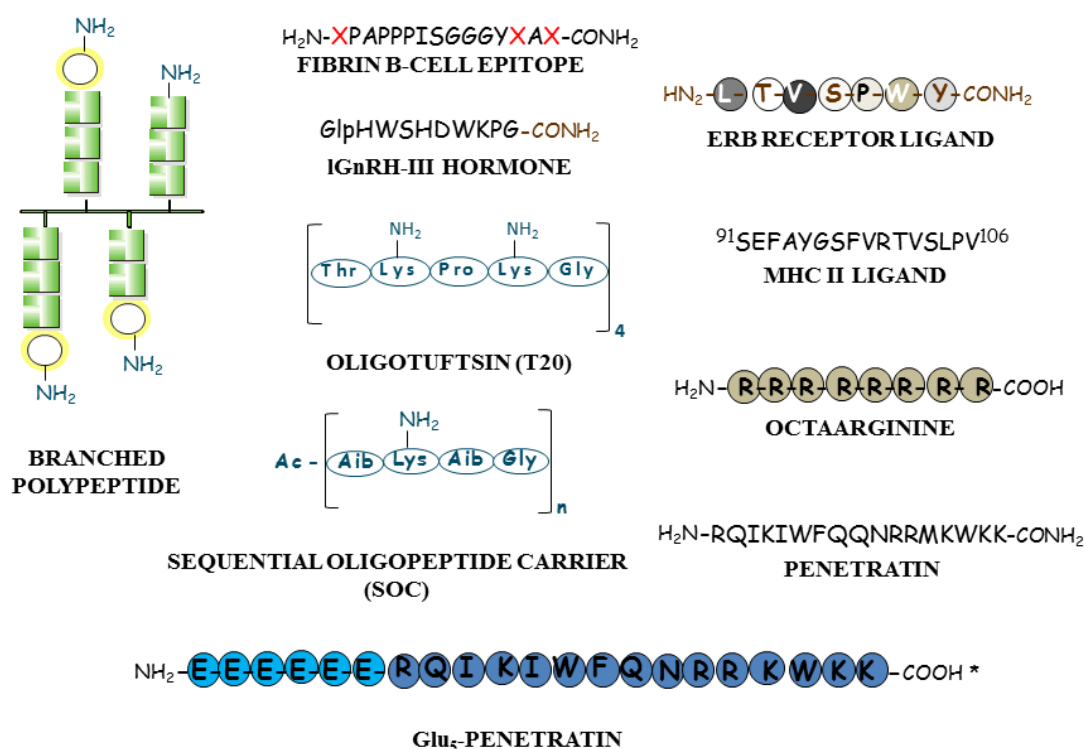 NH₂
NH₂
NH₂
NH₂
BRANCHED
POLYPEPTIDE
H₂N-XPAPPPISGGGYXAX-CONH₂
FIBRIN B-CELL EPITOPE
GlpHWSHDWKPG-CONH₂
lGnRH-III HORMONE
NH₂ NH₂
Thr Lys Pro Lys Gly
4
OLIGOTUFTSIN (T20)
NH₂
Ac - Aib Lys Aib Gly
n
SEQUENTIAL OLIGOPEPTIDE CARRIER
(SOC)
HN₂-L-T-V-S-P-W-Y-CONH₂
ERB RECEPTOR LIGAND
⁹¹SEFAYGSFVRTVSLPV¹⁰⁶
MHC II LIGAND
H₂N-R-R-R-R-R-R-R-R-COOH
OCTAARGININE
H₂N-RQIKIWFQQNRRMKWKK-CONH₂
PENETRATIN
NH₂-E-E-E-E-E-E-R-Q-I-K-I-W-F-Q-N-R-R-K-W-K-K-COOH *
Glu₅-PENETRATIN